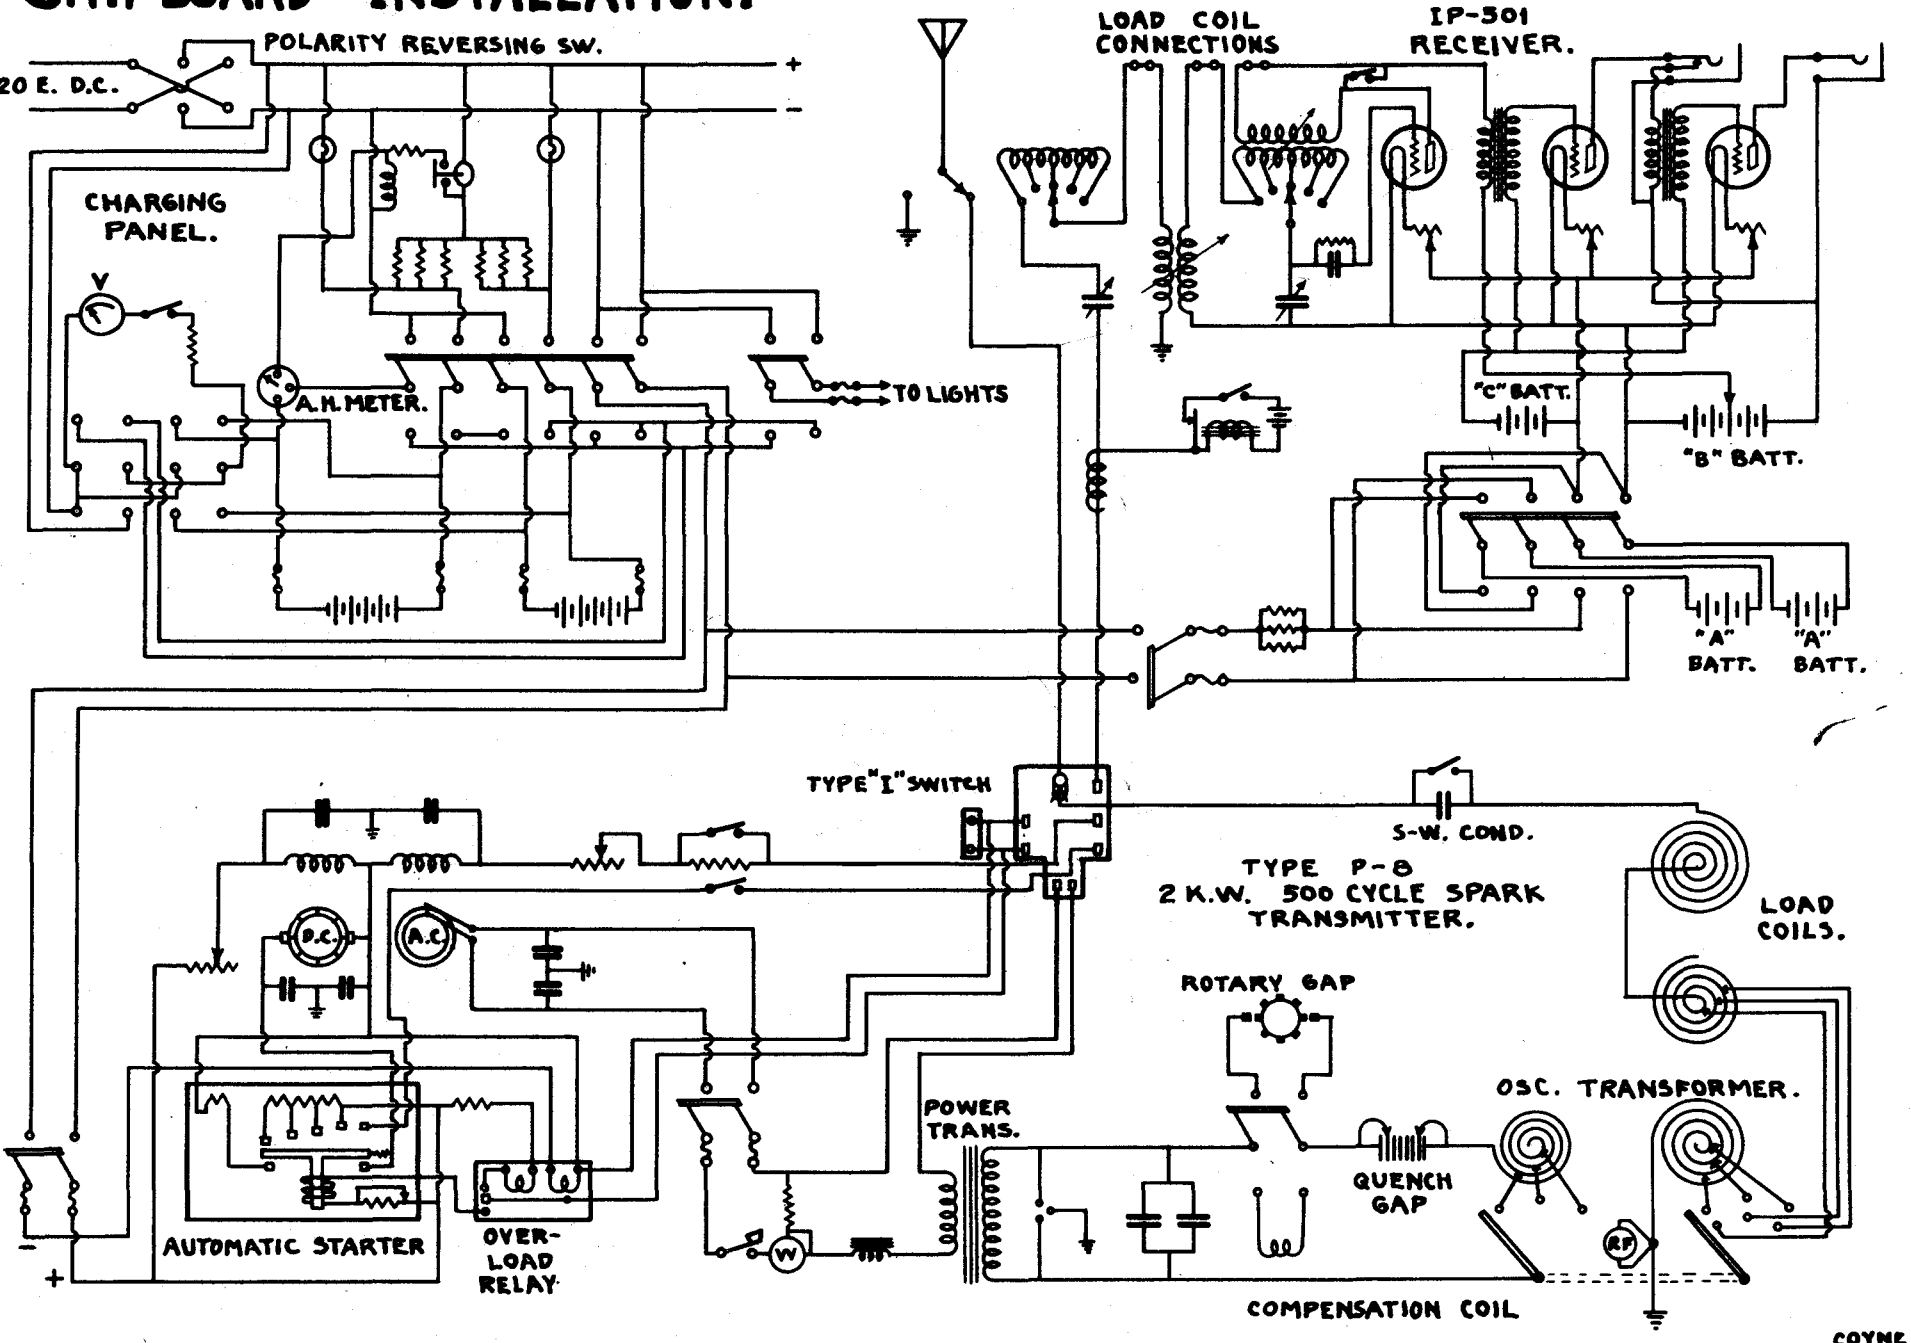 SHIPBOARD INSTALLATION.
POLARITY REVERSING SW.
20 E. D.C.
+
−
CHARGING
PANEL.
V
A.H. METER.
TO LIGHTS
LOAD COIL
CONNECTIONS
IP-501
RECEIVER.
"C" BATT.
"B" BATT.
"A"
BATT.
"A"
BATT.
TYPE "I" SWITCH
S-W. COND.
TYPE P-8
2 K.W. 500 CYCLE SPARK
TRANSMITTER.
LOAD
COILS.
D.C.
A.C.
ROTARY GAP
OSC. TRANSFORMER.
POWER
TRANS.
QUENCH
GAP
RF
W
AUTOMATIC STARTER
OVER-
LOAD
RELAY
−
+
COMPENSATION COIL
COYNE